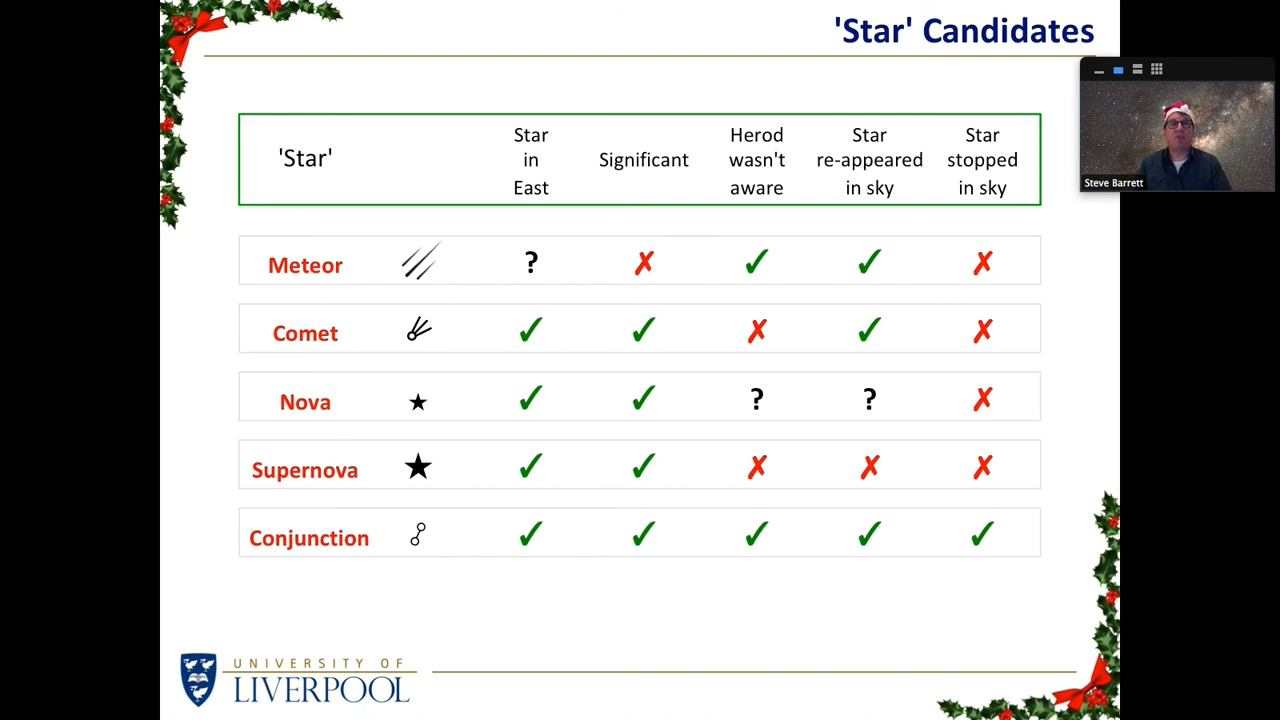 'Star' Candidates
'Star'
Star in East
Significant
Herod wasn't aware
Star re-appeared in sky
Star stopped in sky
Steve Barrett
Meteor ? ✗ ✓ ✓ ✗
Comet ✓ ✓ ✗ ✓ ✗
Nova ★ ✓ ✓ ? ? ✗
Supernova ★ ✓ ✓ ✗ ✗ ✗
Conjunction ✓ ✓ ✓ ✓ ✓
UNIVERSITY OF
LIVERPOOL